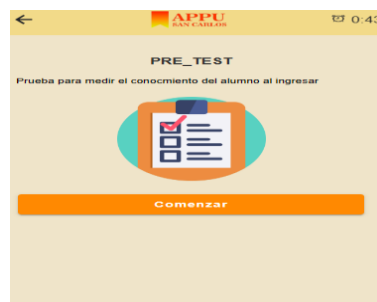 APPU
SAN CARLOS
0:43
PRE_TEST
Prueba para medir el conocmiento del alumno al ingresar
Comenzar